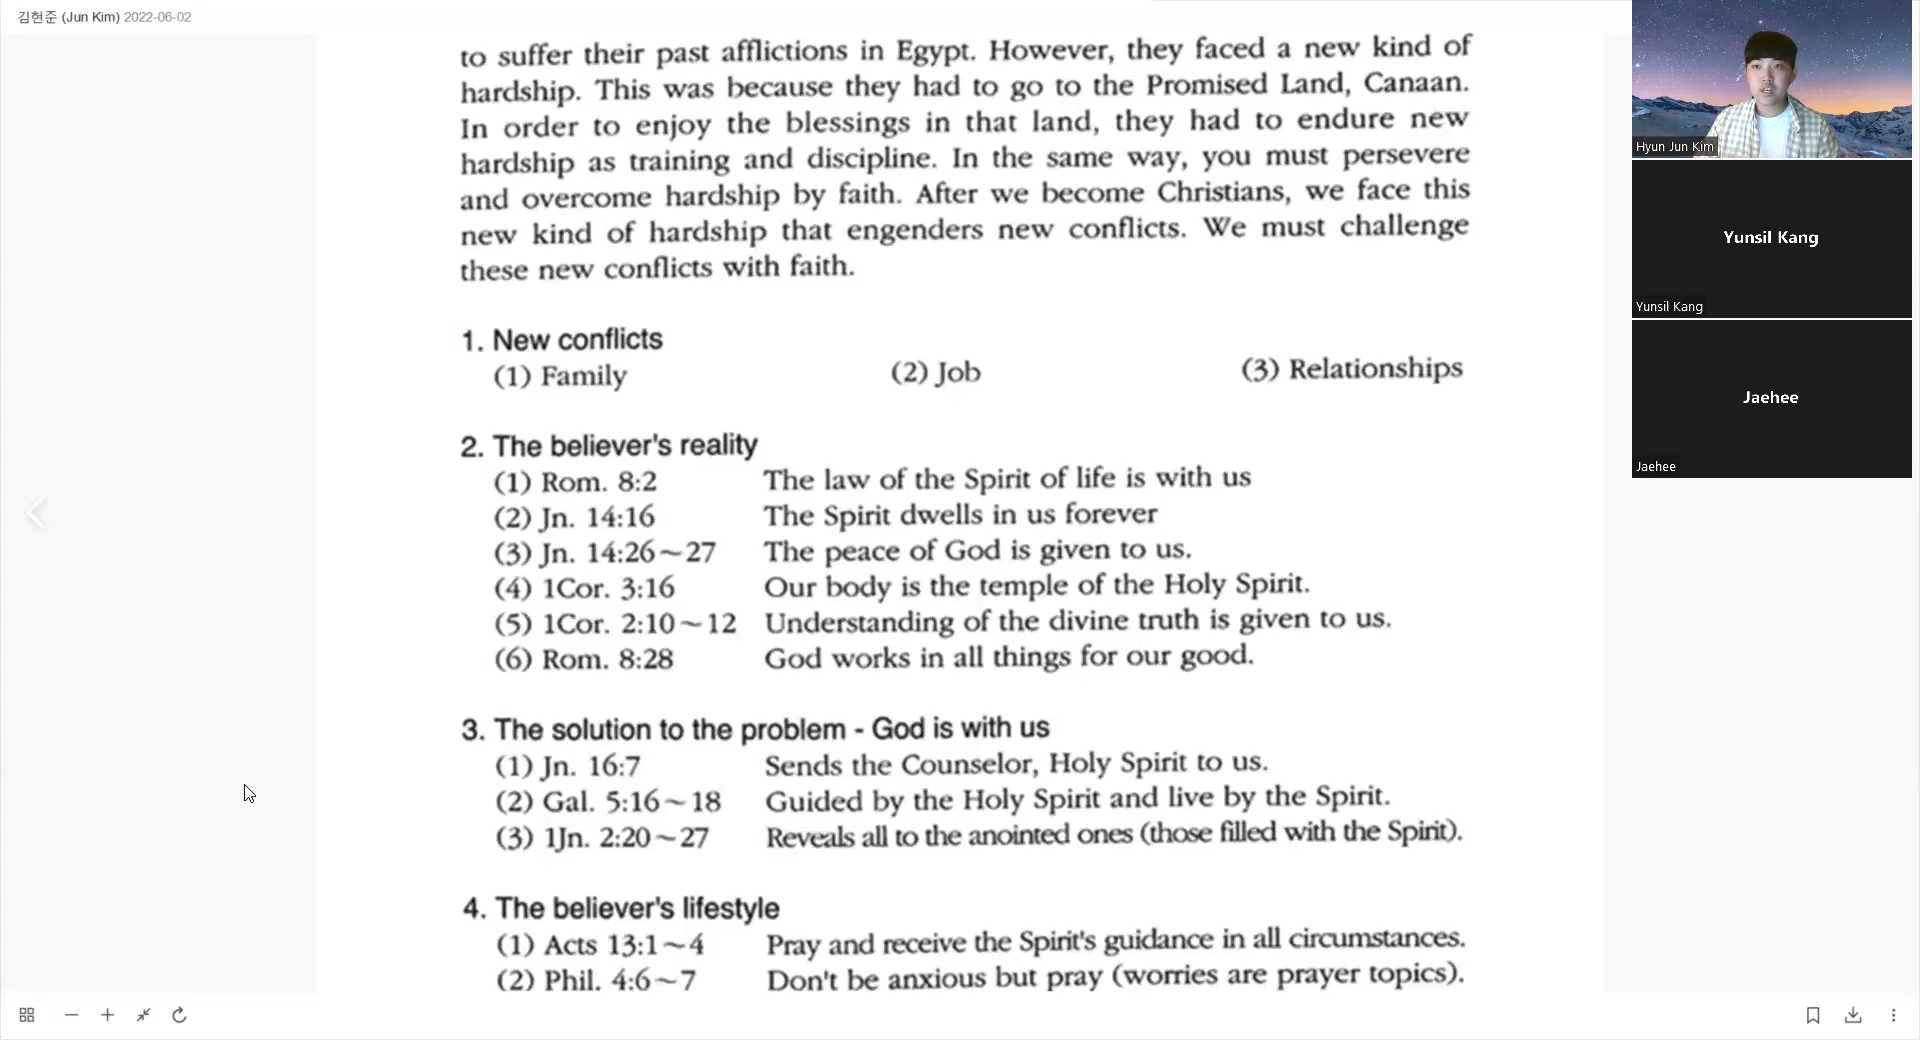 김현준 (Jun Kim) 2022-06-02
to suffer their past afflictions in Egypt. However, they faced a new kind of
hardship. This was because they had to go to the Promised Land, Canaan.
In order to enjoy the blessings in that land, they had to endure new
hardship as training and discipline. In the same way, you must persevere
and overcome hardship by faith. After we become Christians, we face this
new kind of hardship that engenders new conflicts. We must challenge
these new conflicts with faith.
1. New conflicts
(1) Family (2) Job (3) Relationships
2. The believer's reality
(1) Rom. 8:2 The law of the Spirit of life is with us
(2) Jn. 14:16 The Spirit dwells in us forever
(3) Jn. 14:26~27 The peace of God is given to us.
(4) 1Cor. 3:16 Our body is the temple of the Holy Spirit.
(5) 1Cor. 2:10~12 Understanding of the divine truth is given to us.
(6) Rom. 8:28 God works in all things for our good.
3. The solution to the problem - God is with us
(1) Jn. 16:7 Sends the Counselor, Holy Spirit to us.
(2) Gal. 5:16~18 Guided by the Holy Spirit and live by the Spirit.
(3) 1Jn. 2:20~27 Reveals all to the anointed ones (those filled with the Spirit).
4. The believer's lifestyle
(1) Acts 13:1~4 Pray and receive the Spirit's guidance in all circumstances.
(2) Phil. 4:6~7 Don't be anxious but pray (worries are prayer topics).
Hyun Jun Kim
Yunsil Kang
Yunsil Kang
Jaehee
Jaehee